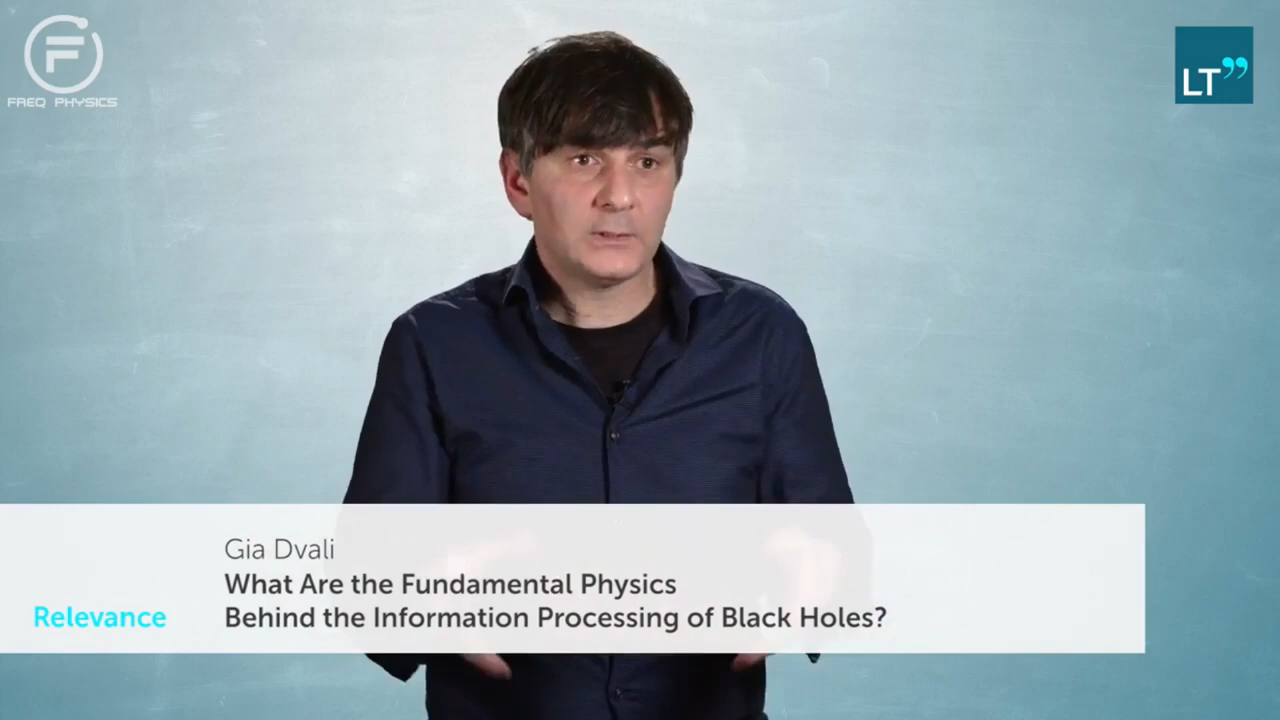 FREQ PHYSICS
LT”
Gia Dvali
What Are the Fundamental Physics
Relevance
Behind the Information Processing of Black Holes?